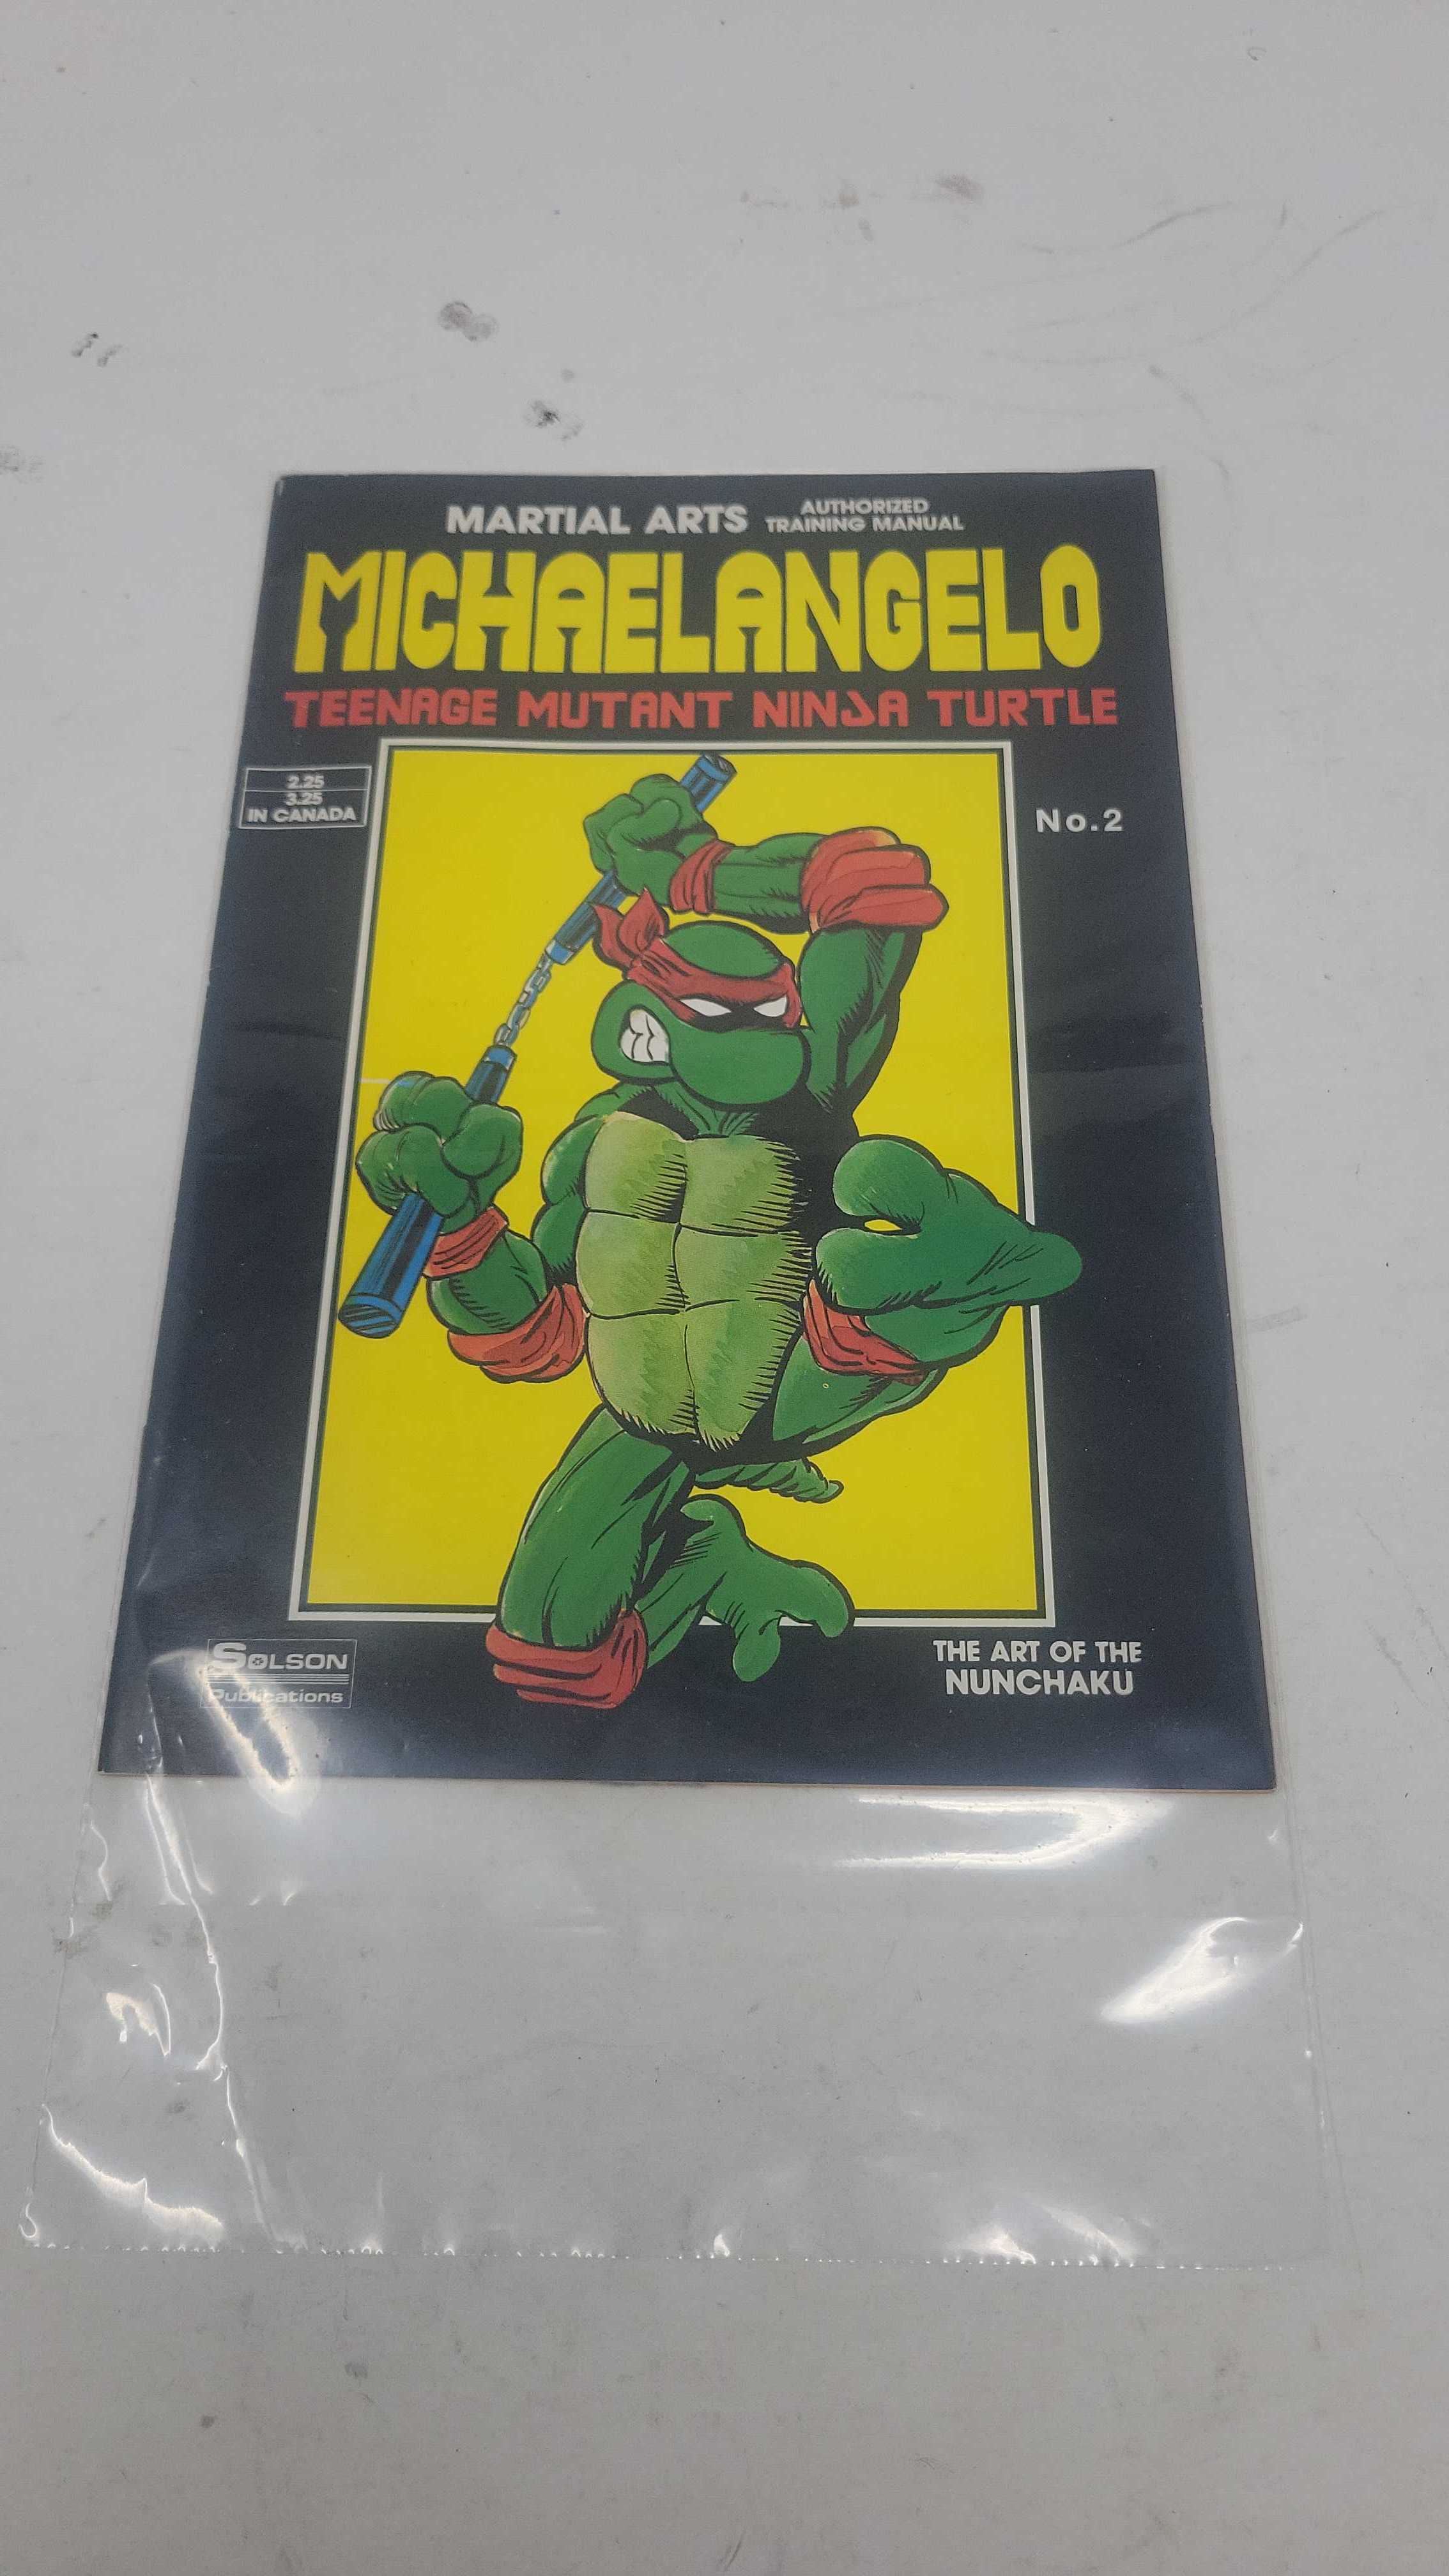 MARTIAL ARTS
AUTHORIZED
TRAINING MANUAL
MICHAELANGELO
TEENAGE MUTANT NINJA TURTLE
2.25
3.25
IN CANADA
No.2
SOLSON
Publications
THE ART OF THE
NUNCHAKU